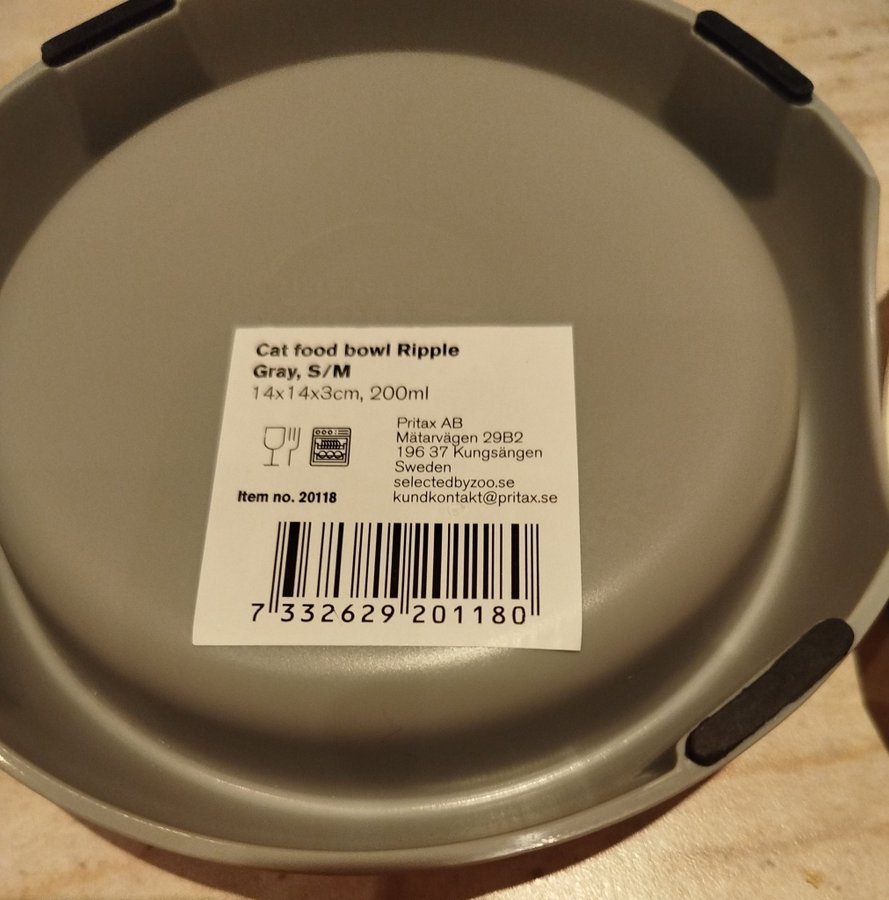 Cat food bowl Ripple
Gray, S/M
14x14x3cm, 200ml
Pritax AB
Mätarvägen 29B2
196 37 Kungsängen
Sweden
selectedbyzoo.se
kundkontakt@pritax.se
Item no. 20118
7 332629 201180